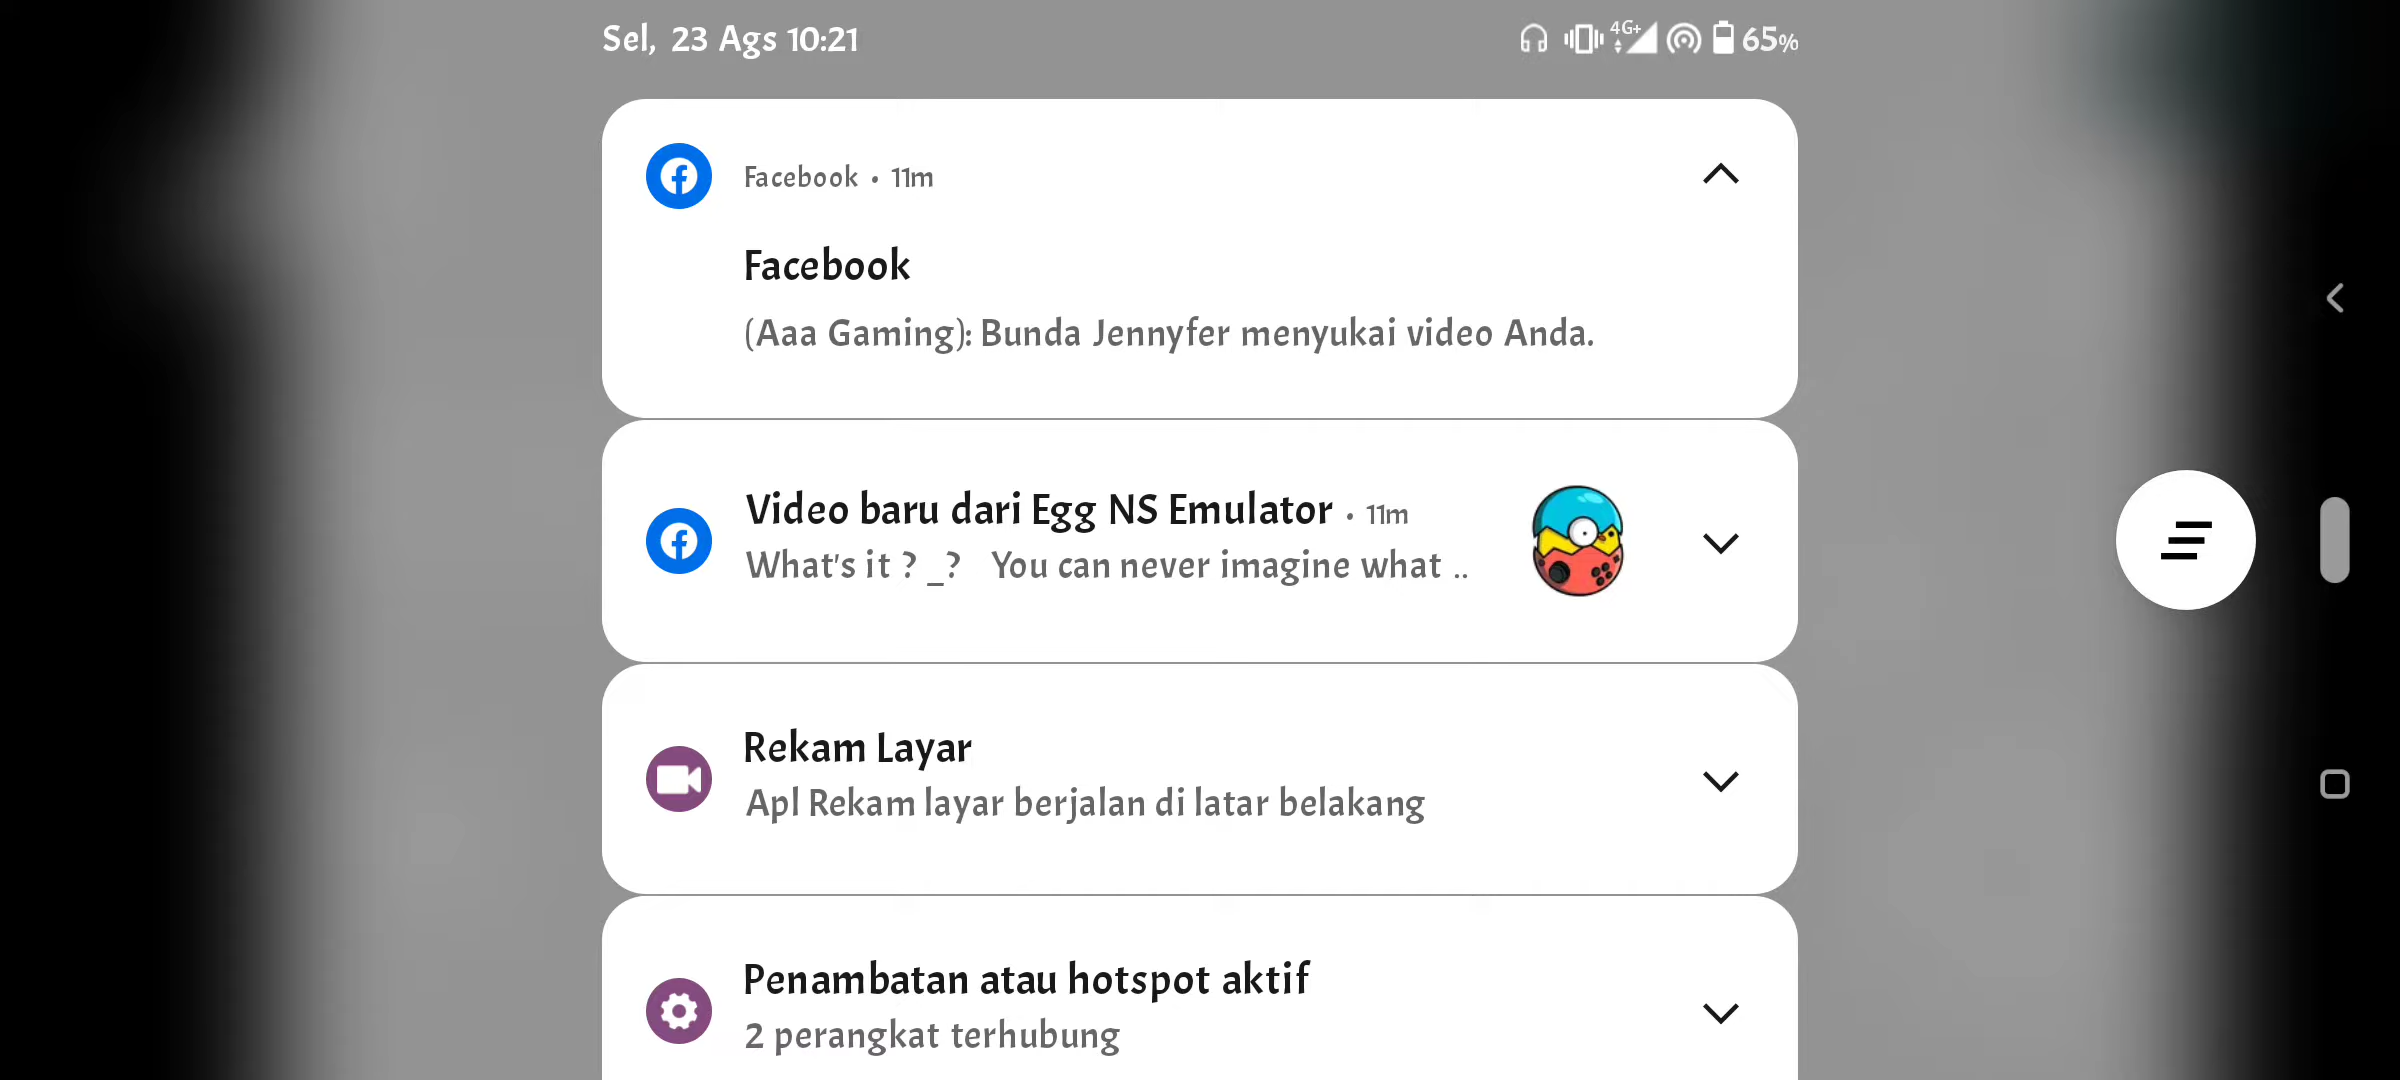 Sel, 23 Ags 10:21
4G+ 65%
Facebook • 11m
Facebook
(Aaa Gaming): Bunda Jennyfer menyukai video Anda.
Video baru dari Egg NS Emulator • 11m
What's it ? _? You can never imagine what ..
Rekam Layar
Apl Rekam layar berjalan di latar belakang
Penambatan atau hotspot aktif
2 perangkat terhubung